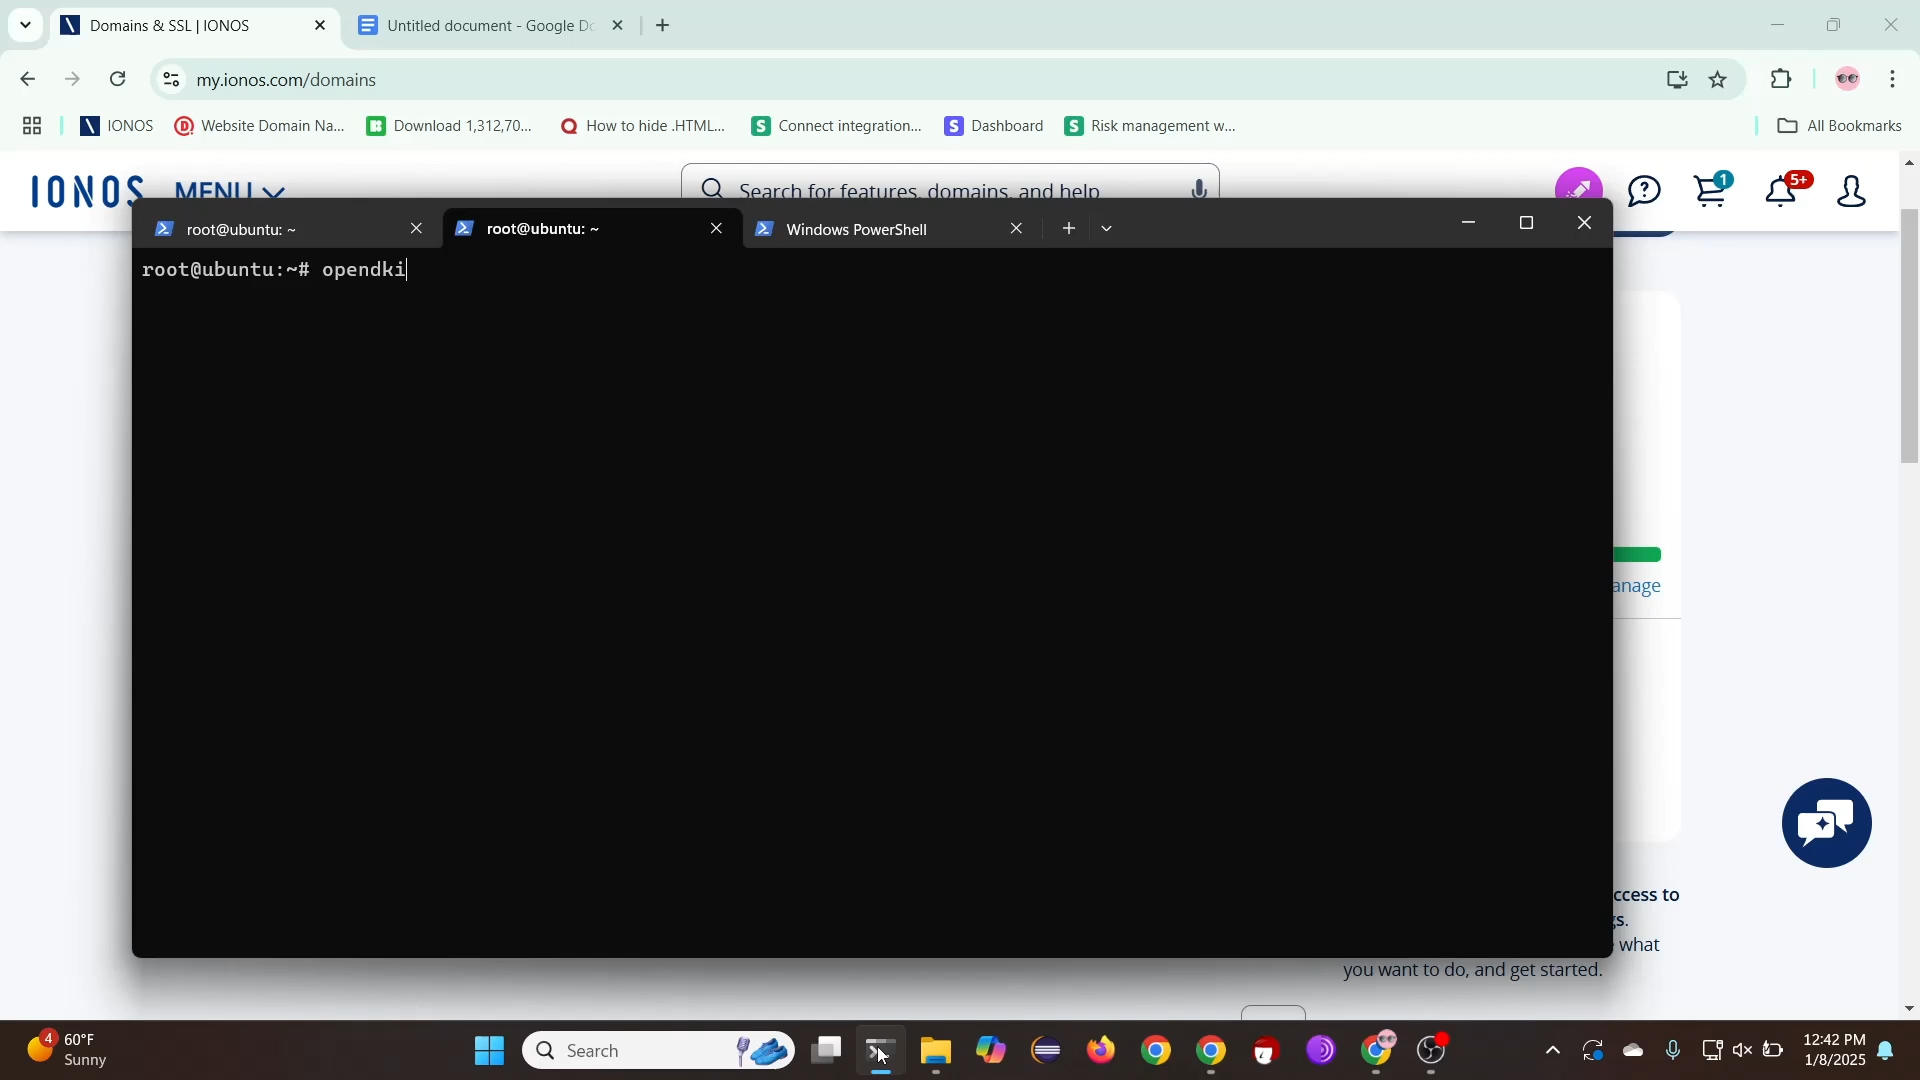 Domains & SSL | IONOS
Untitled document - Google Do
my.ionos.com/domains
IONOS
Website Domain Na...
Download 1,312,70...
How to hide .HTML...
Connect integration...
Dashboard
Risk management w...
All Bookmarks
IONOS
MENU
Search for features, domains, and help
1
5+
root@ubuntu: ~
root@ubuntu: ~
Windows PowerShell
root@ubuntu:~# opendki
anage
ccess to
gs.
what
you want to do, and get started.
4
60°F
Sunny
Search
12:42 PM
1/8/2025